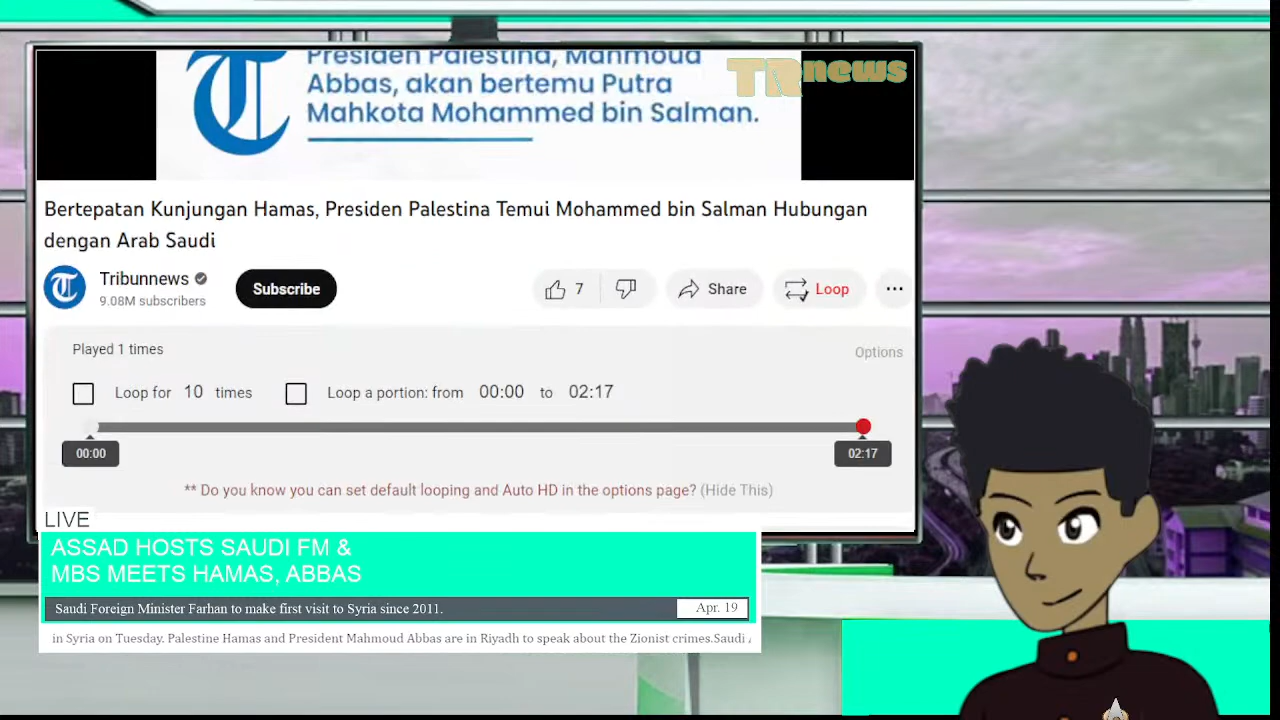 Presiden Palestina, Mahmoud
Abbas, akan bertemu Putra
Mahkota Mohammed bin Salman.
TRnews
Bertepatan Kunjungan Hamas, Presiden Palestina Temui Mohammed bin Salman Hubungan
dengan Arab Saudi
Tribunnews
9.08M subscribers
Subscribe
7
Share
Loop
Played 1 times
Options
Loop for 10 times
Loop a portion: from 00:00 to 02:17
00:00
02:17
** Do you know you can set default looping and Auto HD in the options page? (Hide This)
LIVE
ASSAD HOSTS SAUDI FM &
MBS MEETS HAMAS, ABBAS
Saudi Foreign Minister Farhan to make first visit to Syria since 2011.
Apr. 19
in Syria on Tuesday. Palestine Hamas and President Mahmoud Abbas are in Riyadh to speak about the Zionist crimes.Saudi